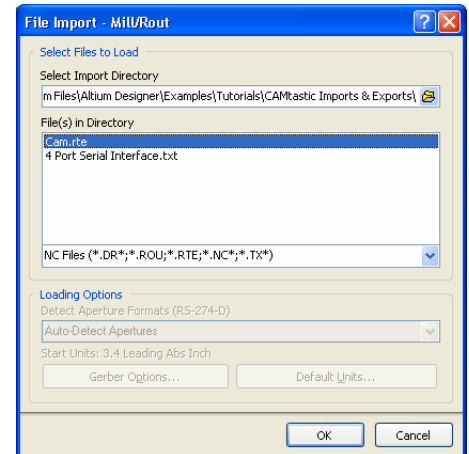 File Import - Mill/Rout
Select Files to Load
Select Import Directory
m Files\Altium Designer\Examples\Tutorials\CAMtastic Imports & Exports\
File(s) in Directory
Cam.rte
4 Port Serial Interface.txt
NC Files (*.DR*;*.ROU;*.RTE;*.NC*;*.TX*)
Loading Options
Detect Aperture Formats (RS-274-D)
Auto-Detect Apertures
Start Units: 3.4 Leading Abs Inch
Gerber Options... Default Units...
OK Cancel